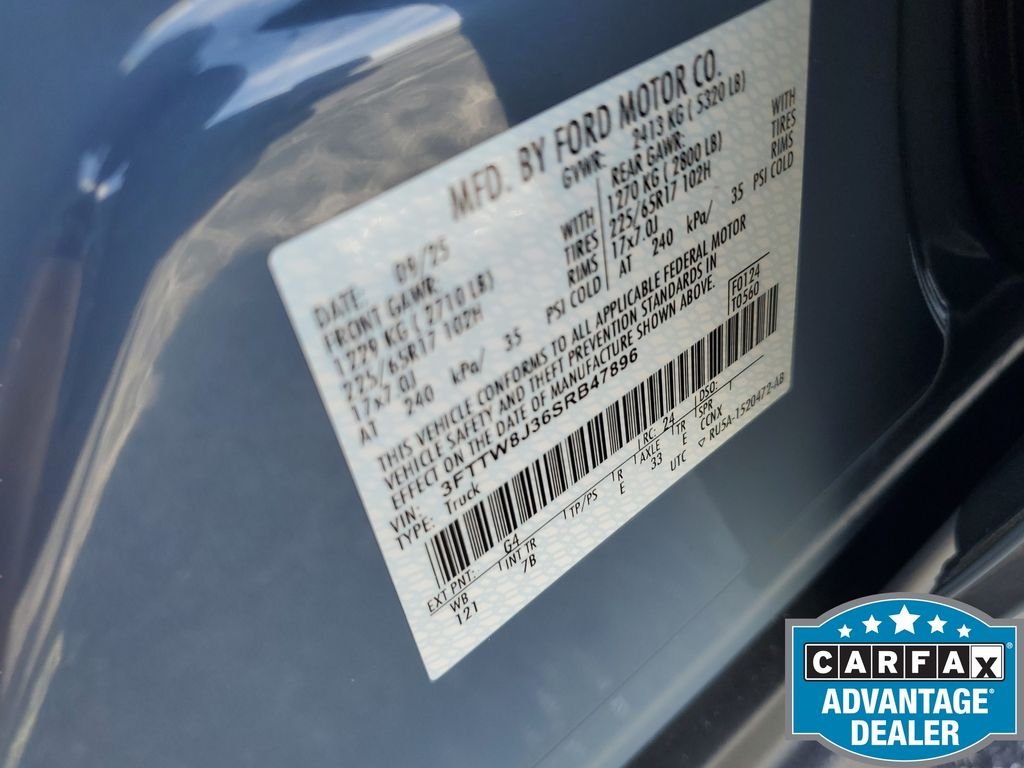 MFD. BY FORD MOTOR CO.
DATE: 09/25
GVWR: 2413 KG ( 5320 LB)
FRONT GAWR:
REAR GAWR:
1229 KG ( 2710 LB)
WITH
1270 KG ( 2800 LB)
WITH
225/65R17 102H
TIRES
225/65R17 102H
TIRES
17x7.0J
RIMS
17x7.0J
RIMS
AT 240 kPa/ 35 PSI COLD
AT 240 kPa/ 35 PSI COLD
THIS VEHICLE CONFORMS TO ALL APPLICABLE FEDERAL MOTOR
VEHICLE SAFETY AND THEFT PREVENTION STANDARDS IN
EFFECT ON THE DATE OF MANUFACTURE SHOWN ABOVE.
VIN: 3FTTW8J36SRB47896
F0124
TYPE: Truck
T0560
EXT PNT: G4
RC: 24
DSO:
WB
INT TR
TP/PS
R
AXLE
TR
SPR
121
7B
E
33
E
CCNX
UTC
RU5A-1520472-AB
CARFAX®
ADVANTAGE®
DEALER